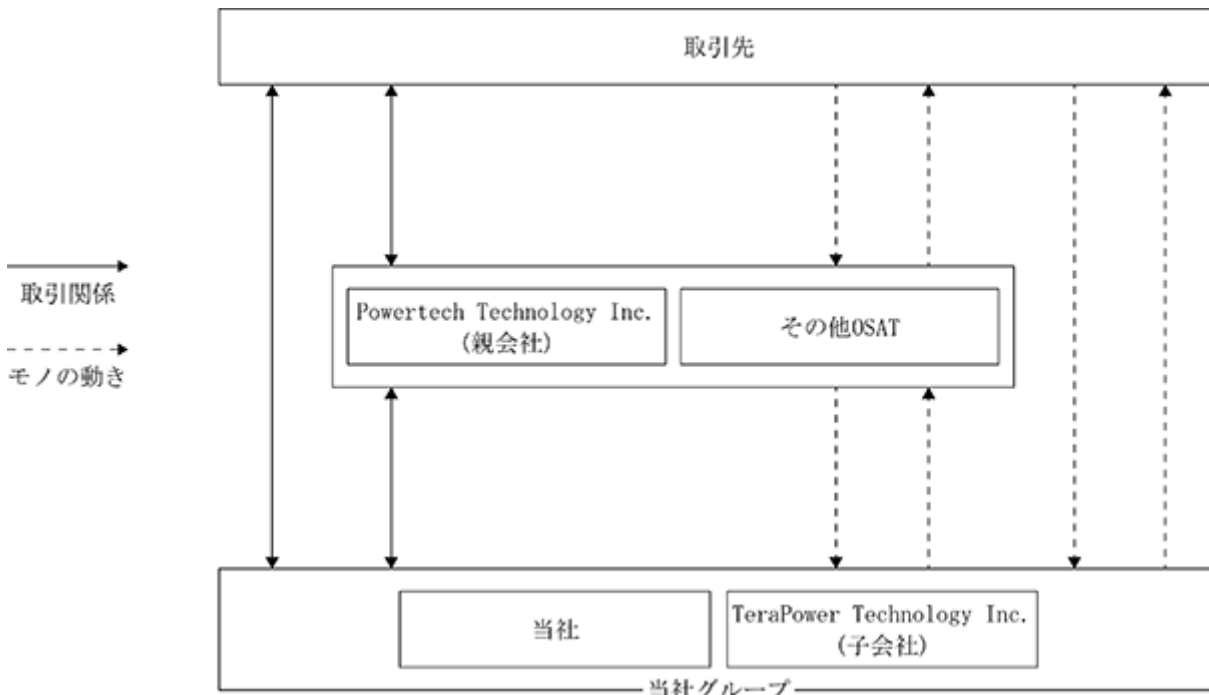 取引先
取引関係
モノの動き
Powertech Technology Inc.
(親会社)
その他OSAT
当社
TeraPower Technology Inc.
(子会社)
当社グループ